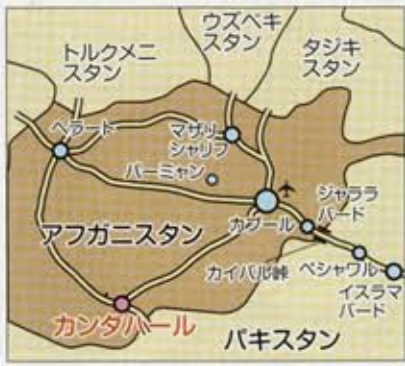 ウズベキ
スタン
トルクメニ
スタン
タジキ
スタン
ヘラート
マザリ
シャリフ
バーミヤン
ジャララ
バード
カブール
アフガニスタン
カイバル峠
ペシャワル
イスラマ
バード
カンダハール
パキスタン